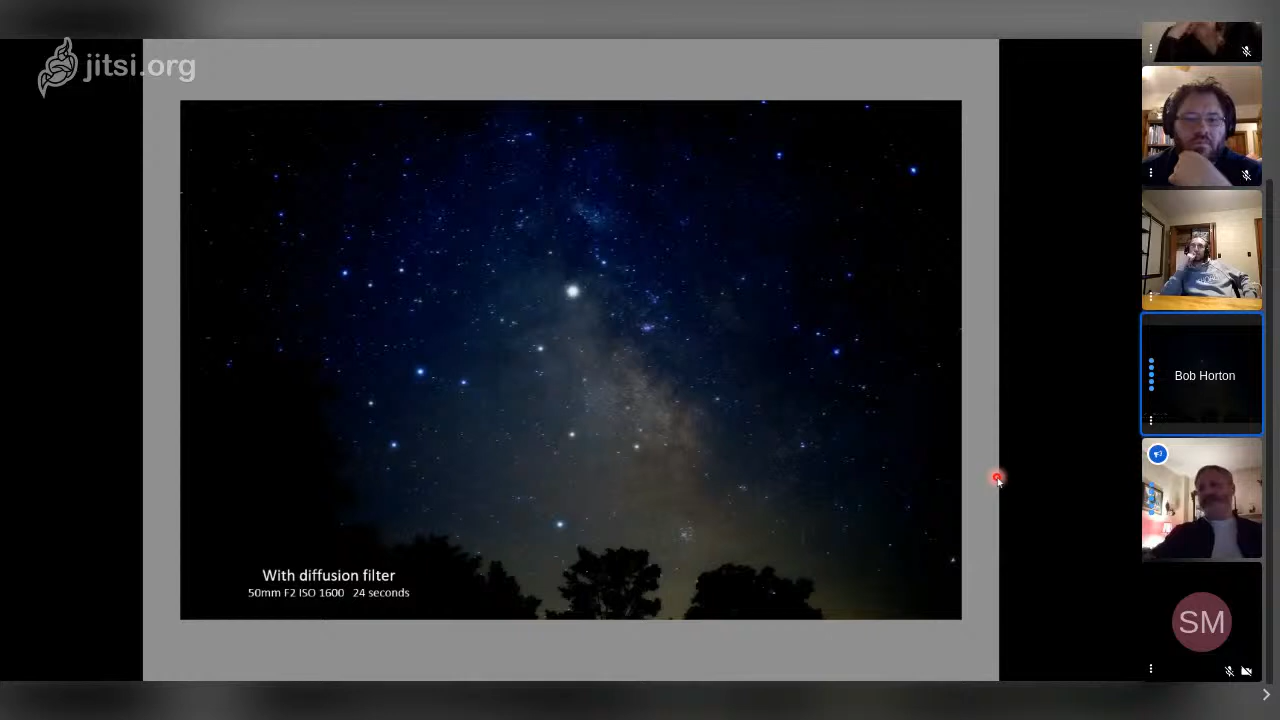 jitsi.org
With diffusion filter
50mm F2 ISO 1600 24 seconds
Bob Horton
SM